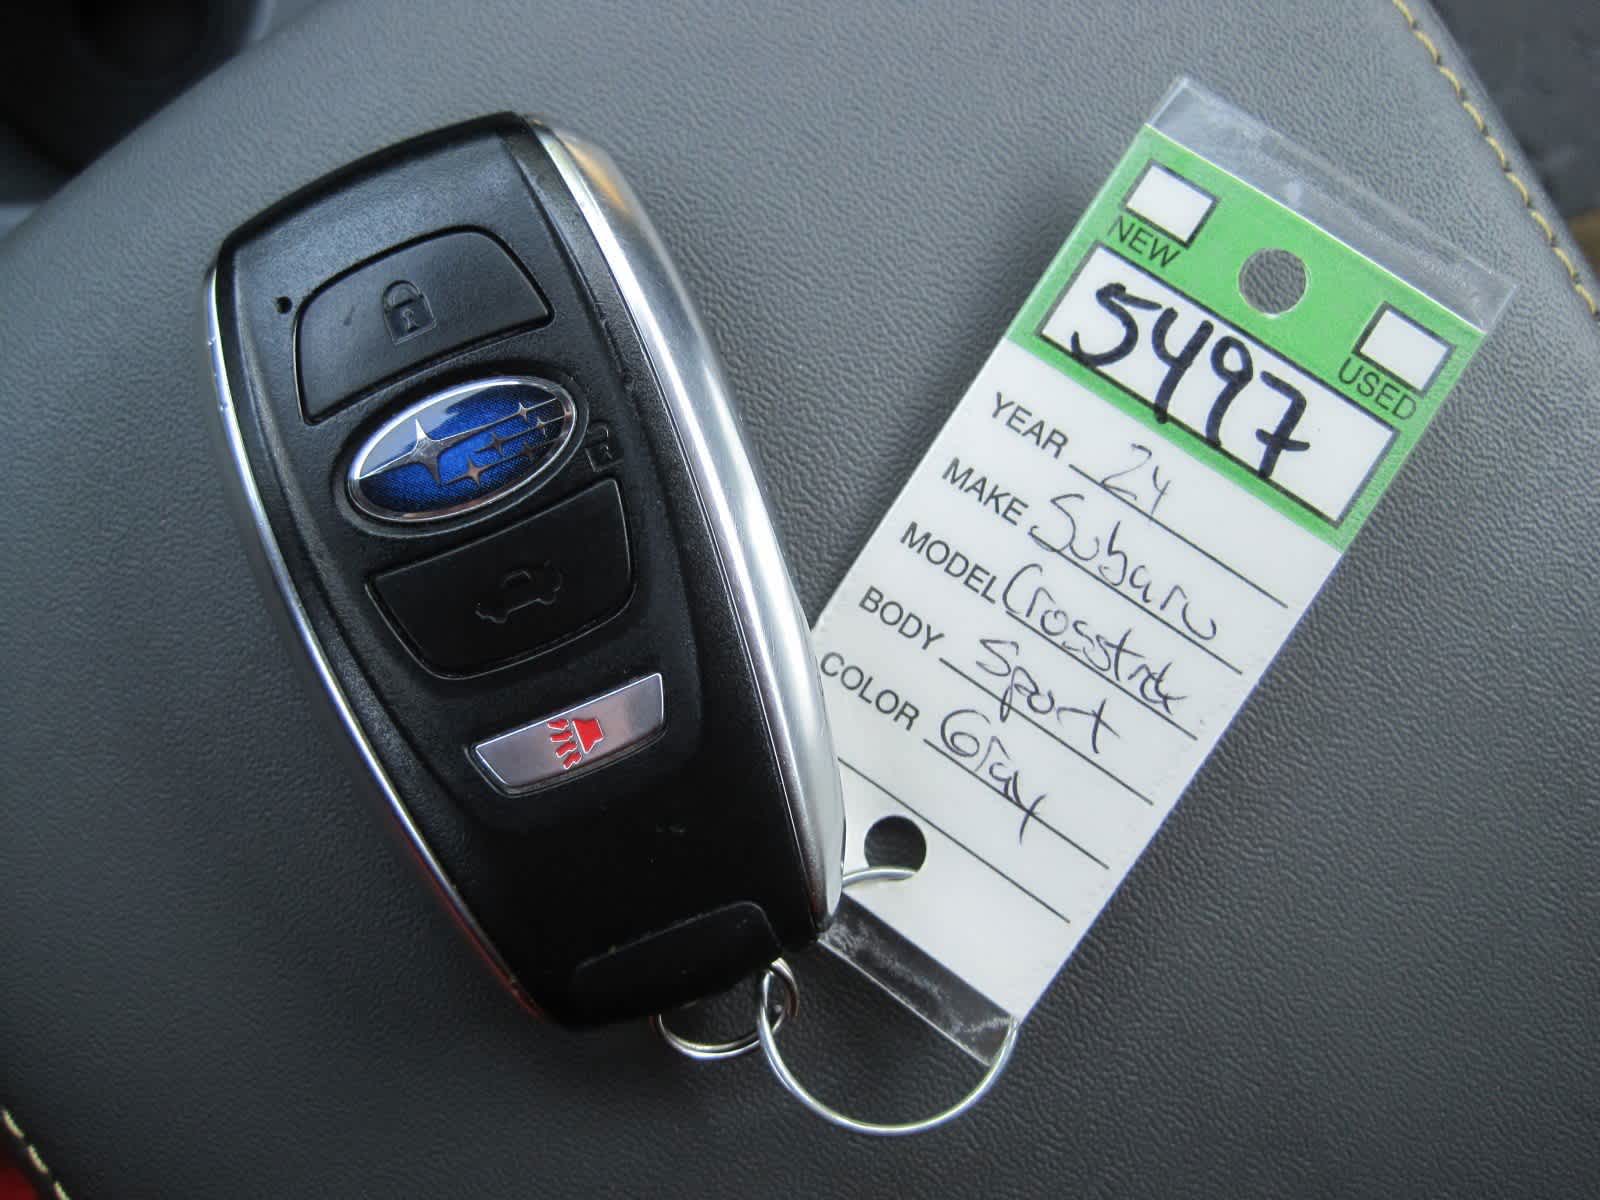 NEW
USED
5497
YEAR 24
MAKE Subaru
MODEL Crosstrek
BODY Sport
COLOR Gray